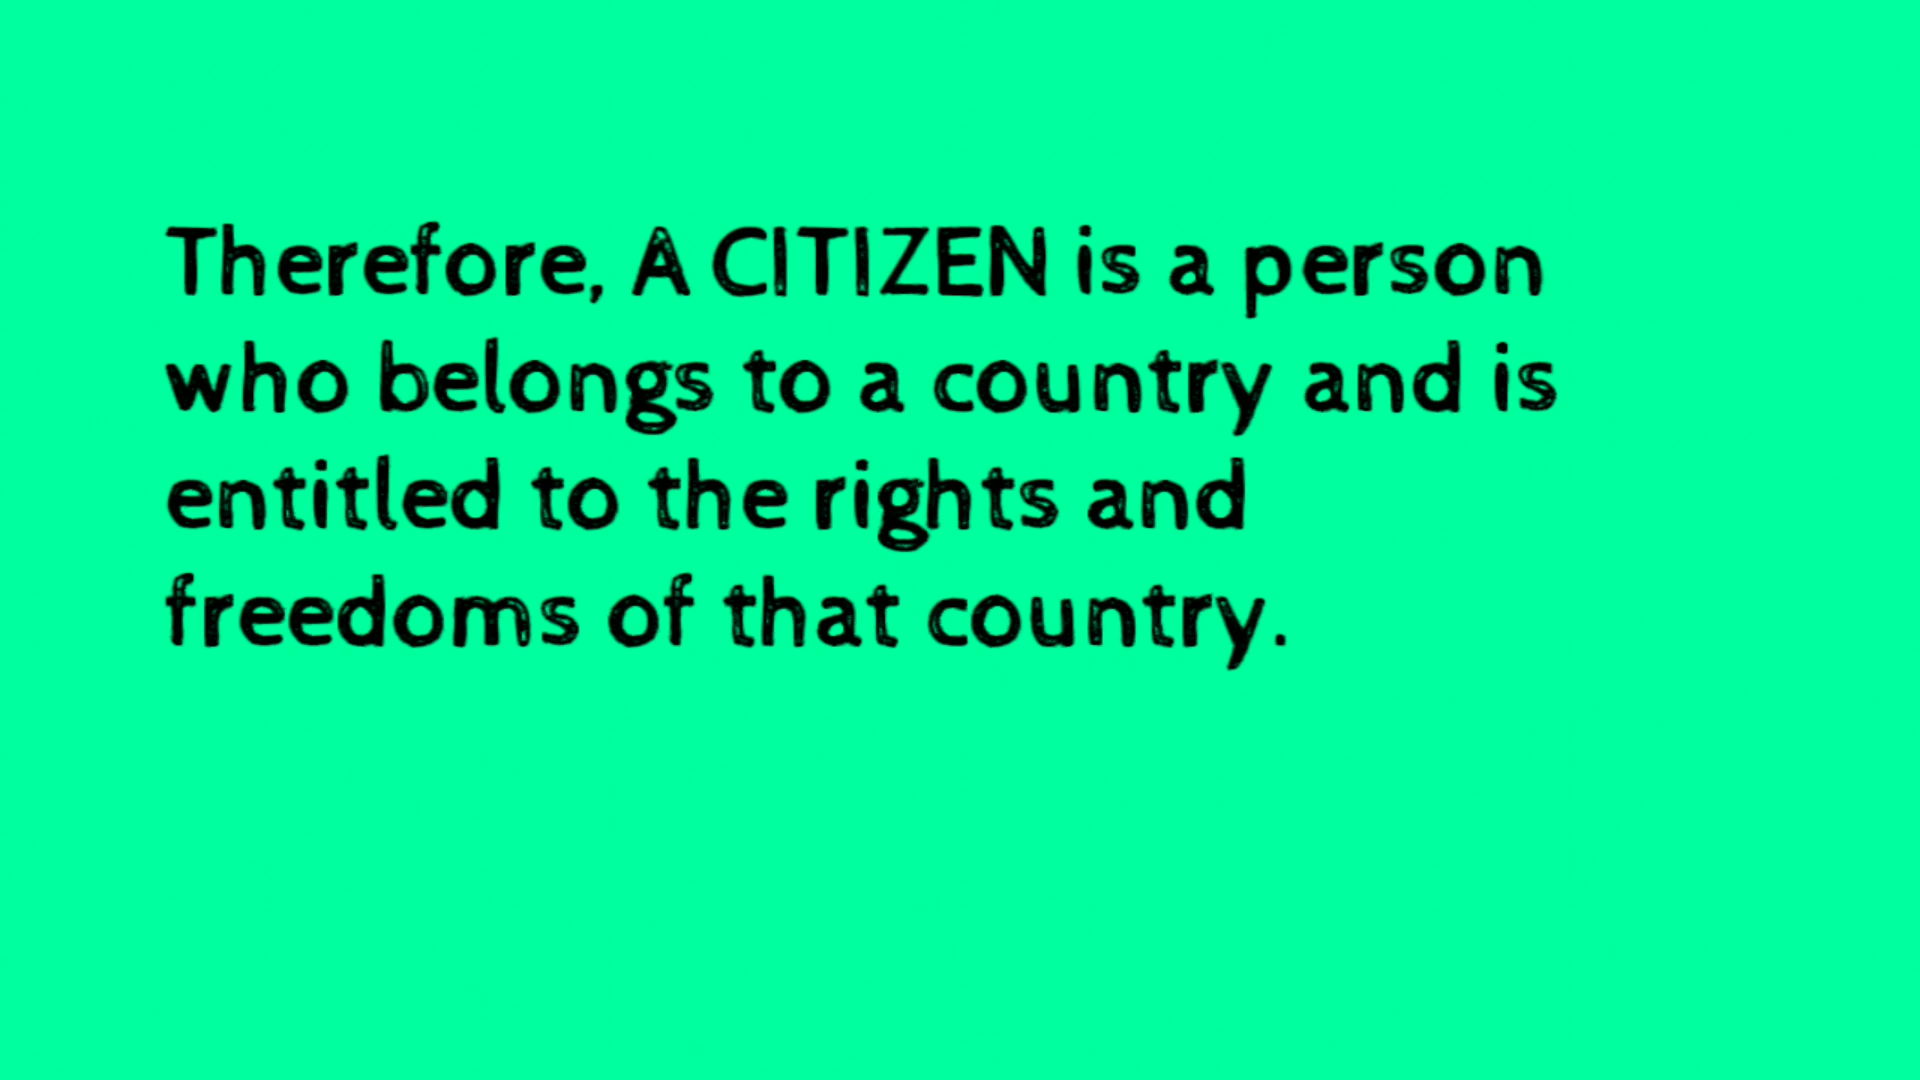 Therefore, A CITIZEN is a person
who belongs to a country and is
entitled to the rights and
freedoms of that country.